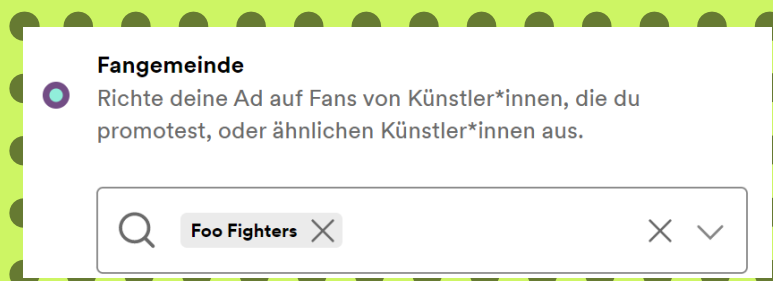 Fangemeinde
Richte deine Ad auf Fans von Künstler*innen, die du
promotest, oder ähnlichen Künstler*innen aus.
Foo Fighters